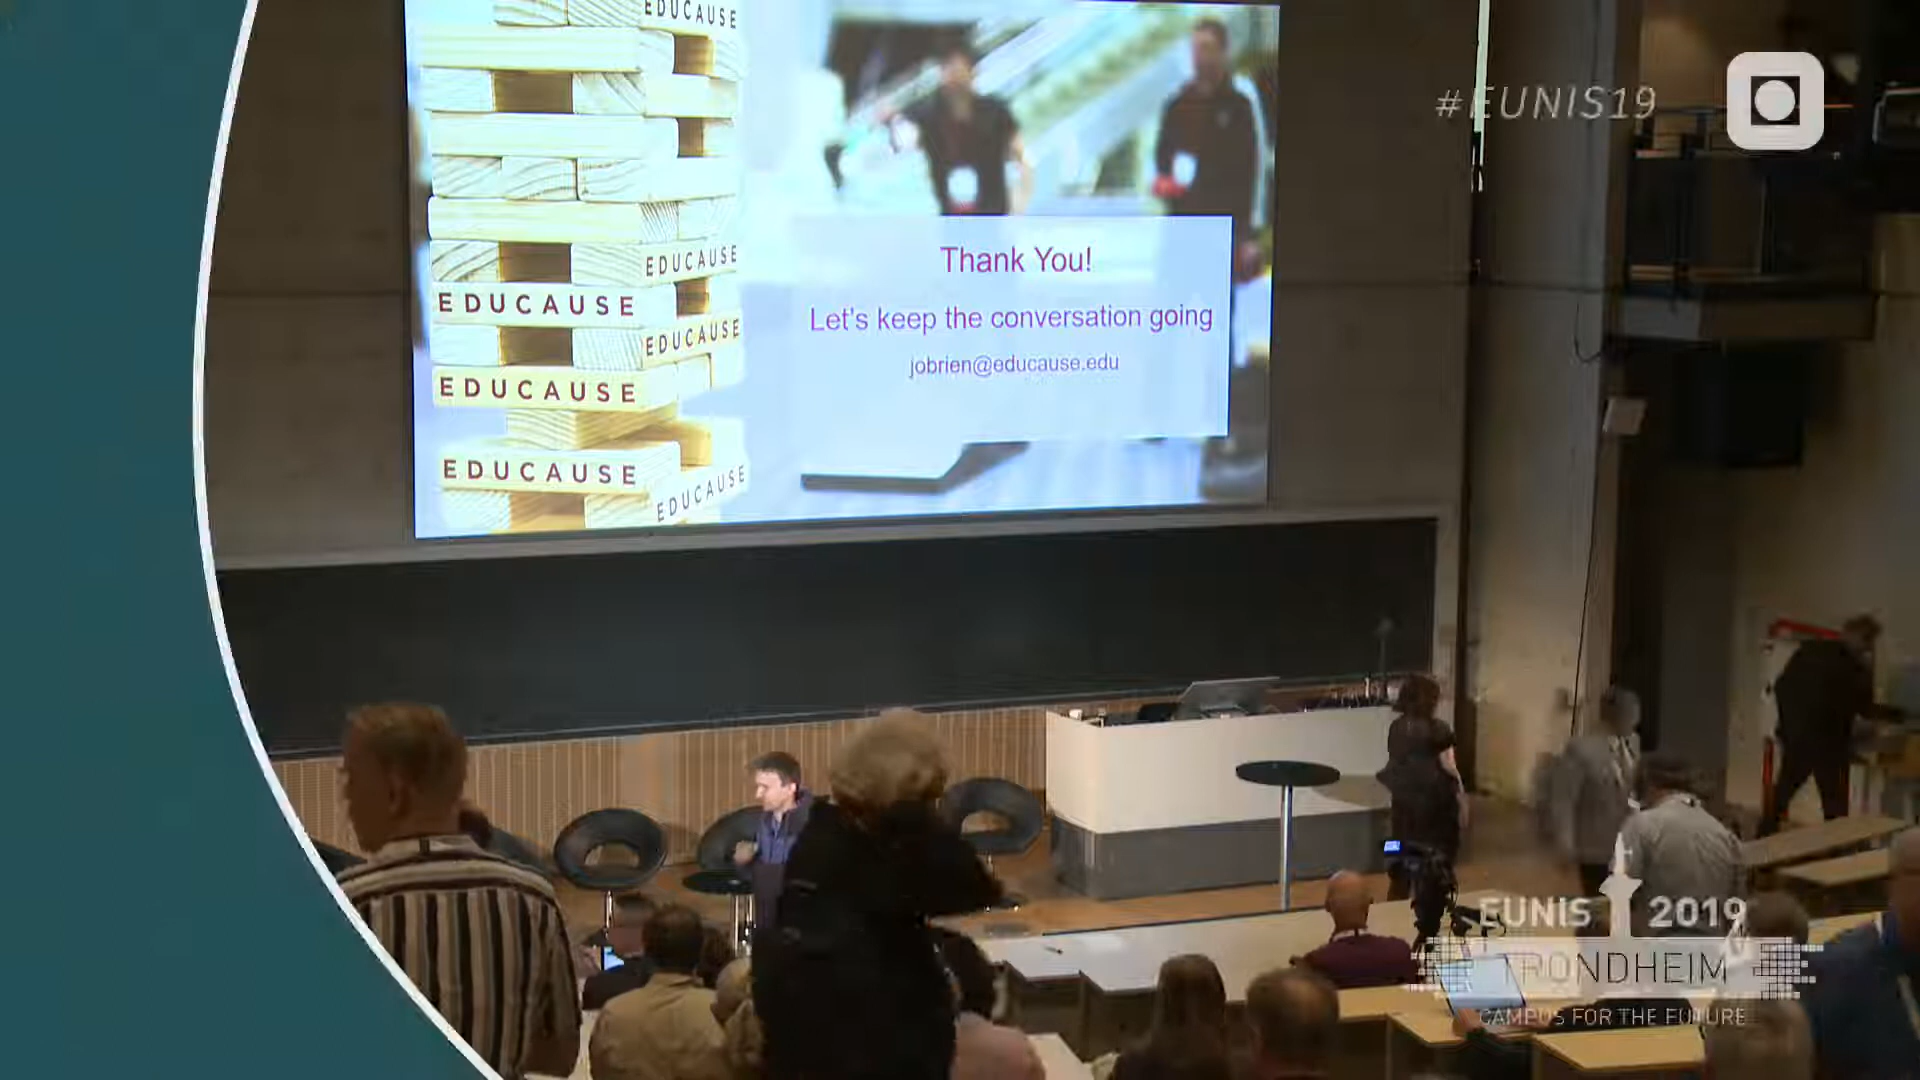 EDUCAUSE
#EUNIS19
EDUCAUSE
EDUCAUSE
EDUCAUSE
EDUCAUSE
EDUCAUSE
EDUCAUSE
Thank You!
Let's keep the conversation going
jobrien@educause.edu
EUNIS 2019
TRONDHEIM
CAMPUS FOR THE FUTURE